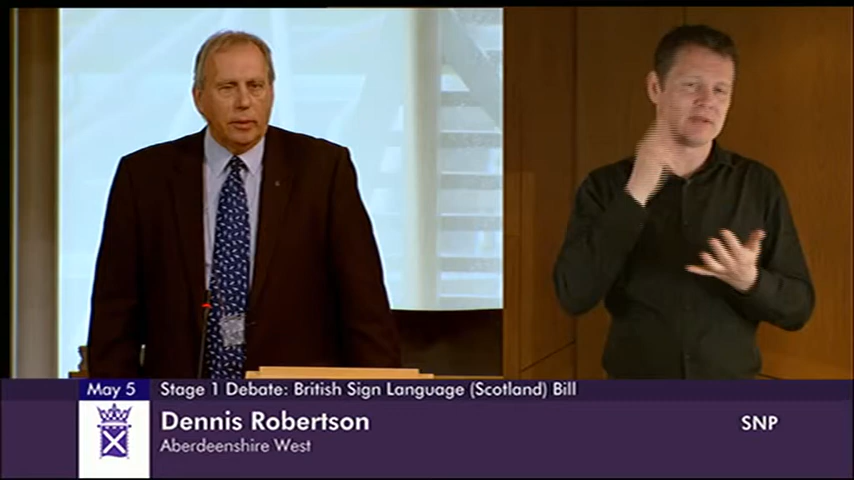 May 5 Stage 1 Debate: British Sign Language (Scotland) Bill
Dennis Robertson SNP
Aberdeenshire West